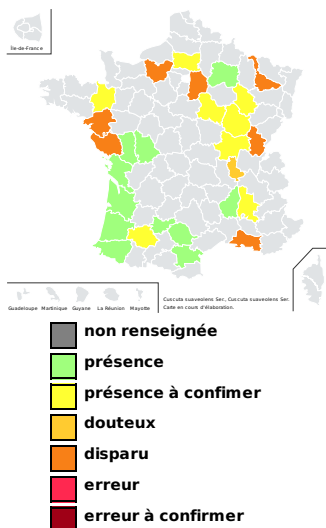 Île-de-France
Guadeloupe Martinique Guyane La Réunion Mayotte
Cuscuta suaveolens Ser., Cuscuta suaveolens Ser.
Carte en cours d'élaboration.
non renseignée
présence
présence à confimer
douteux
disparu
erreur
erreur à confirmer